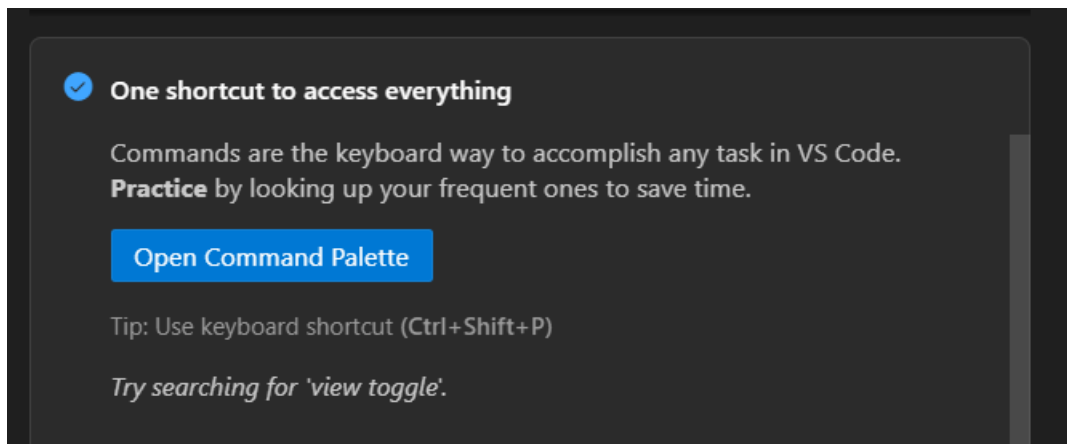 One shortcut to access everything
Commands are the keyboard way to accomplish any task in VS Code.
Practice by looking up your frequent ones to save time.
Open Command Palette
Tip: Use keyboard shortcut (Ctrl+Shift+P)
Try searching for 'view toggle'.